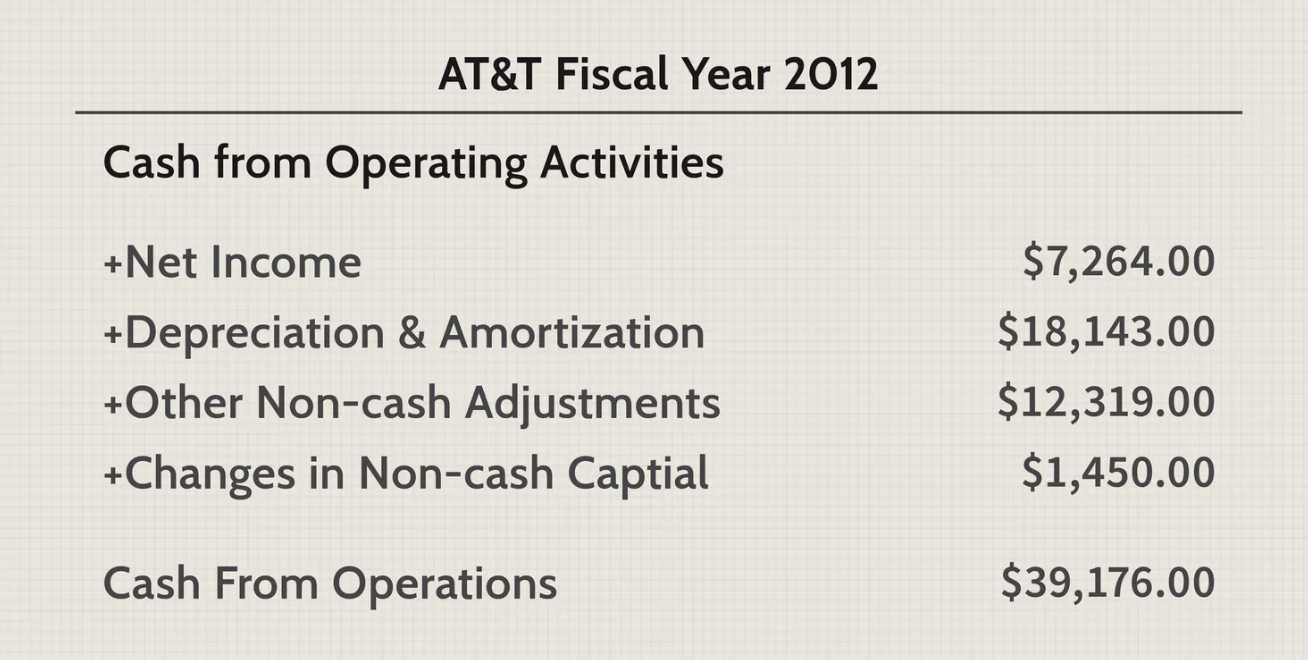 AT&T Fiscal Year 2012
Cash from Operating Activities
+Net Income $7,264.00
+Depreciation & Amortization $18,143.00
+Other Non-cash Adjustments $12,319.00
+Changes in Non-cash Captial $1,450.00
Cash From Operations $39,176.00